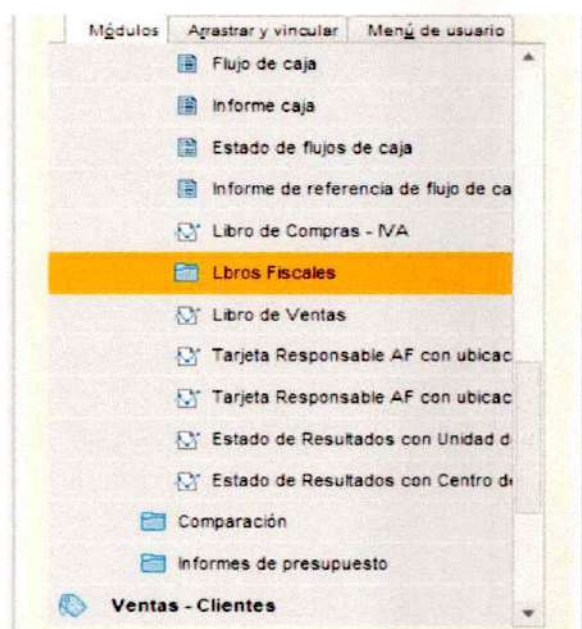 Módulos Arrastrar y vincular Menú de usuario
Flujo de caja
Informe caja
Estado de flujos de caja
Informe de referencia de flujo de ca
Libro de Compras - IVA
Lbros Fiscales
Libro de Ventas
Tarjeta Responsable AF con ubicac
Tarjeta Responsable AF con ubicac
Estado de Resultados con Unidad d
Estado de Resultados con Centro de
Comparación
Informes de presupuesto
Ventas - Clientes